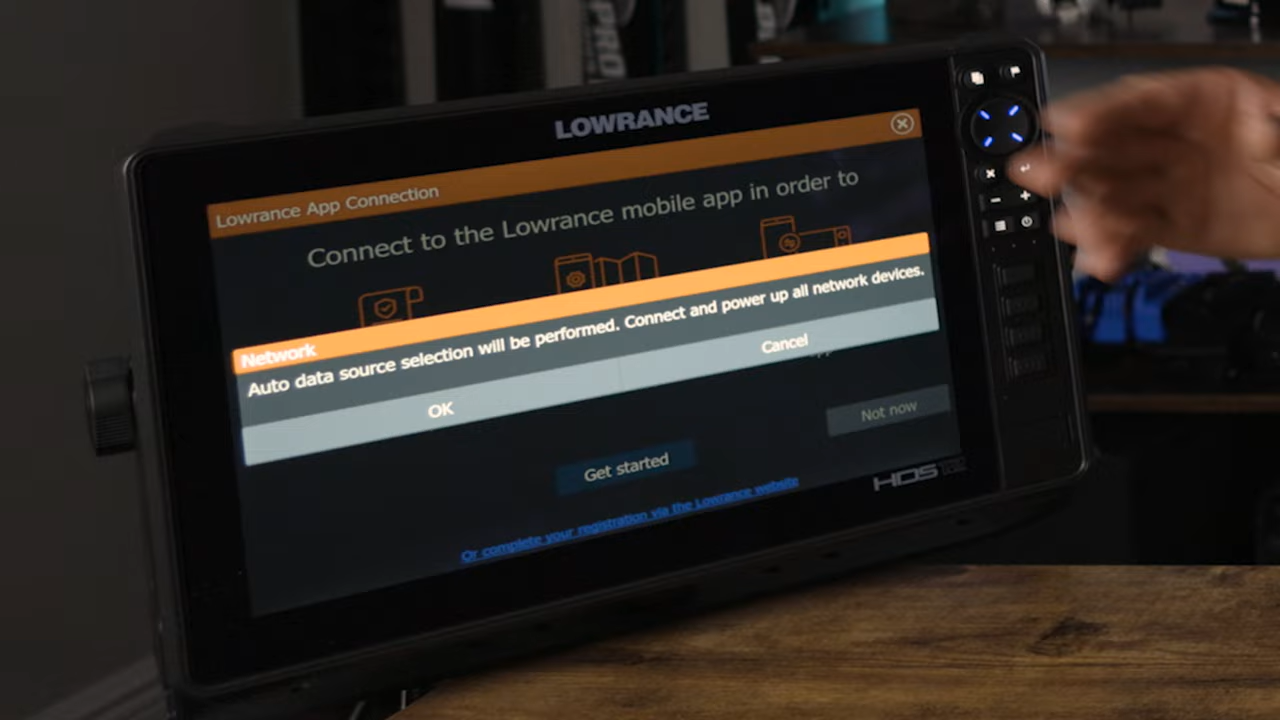 PRO
LOWRANCE
Lowrance App Connection
Connect to the Lowrance mobile app in order to
Network
Auto data source selection will be performed. Connect and power up all network devices.
OK
Cancel
Not now
Get started
Or complete your registration via the Lowrance website
HDS